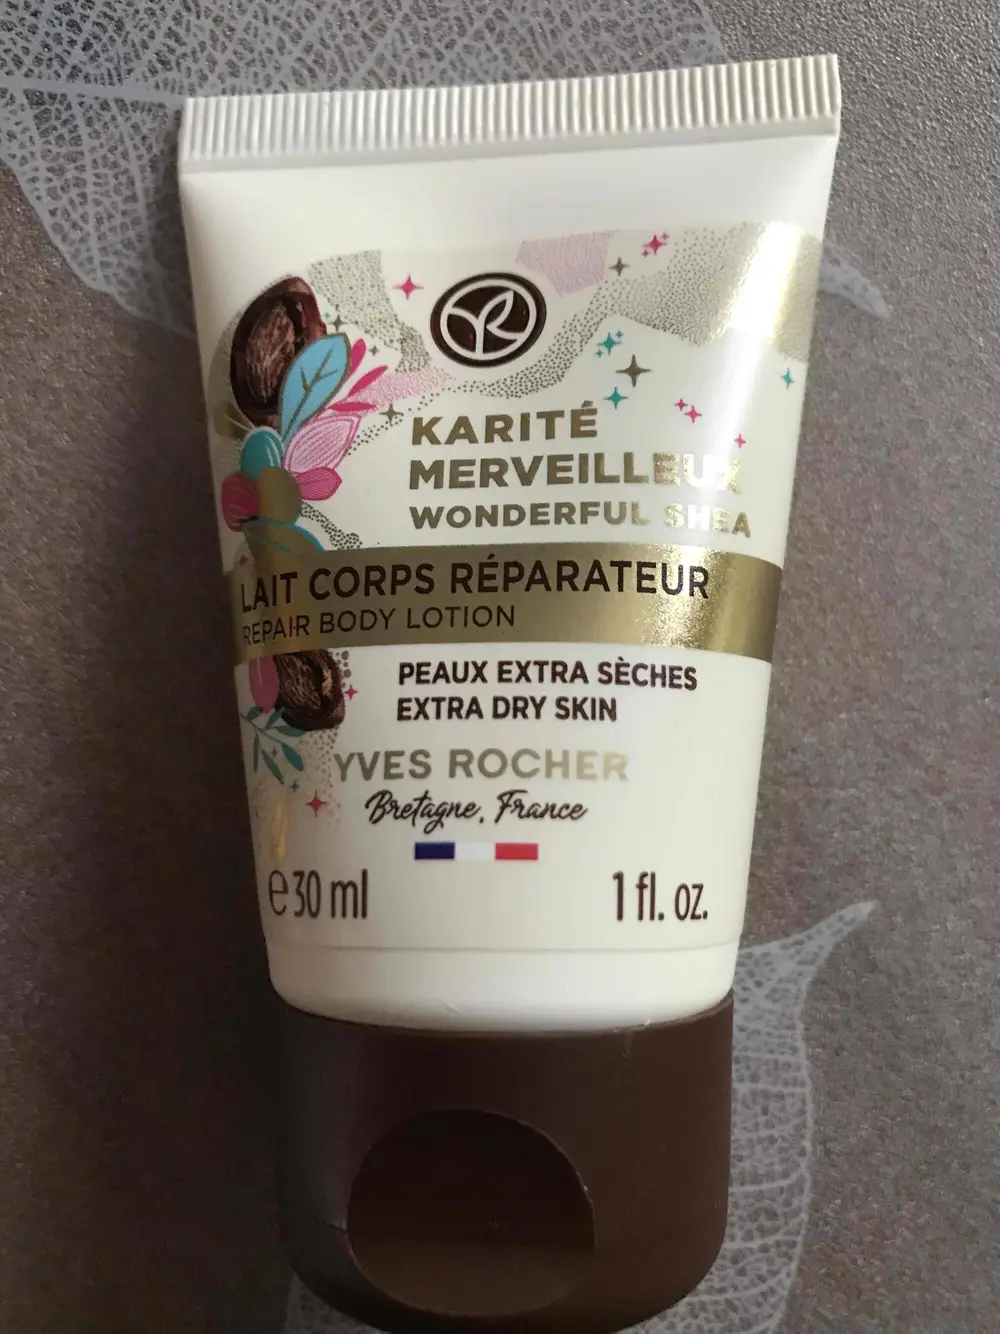 KARITÉ
MERVEILLEUX
WONDERFUL SHEA
LAIT CORPS RÉPARATEUR
REPAIR BODY LOTION
PEAUX EXTRA SÈCHES
EXTRA DRY SKIN
YVES ROCHER
Bretagne, France
℮30 ml 1 fl. oz.